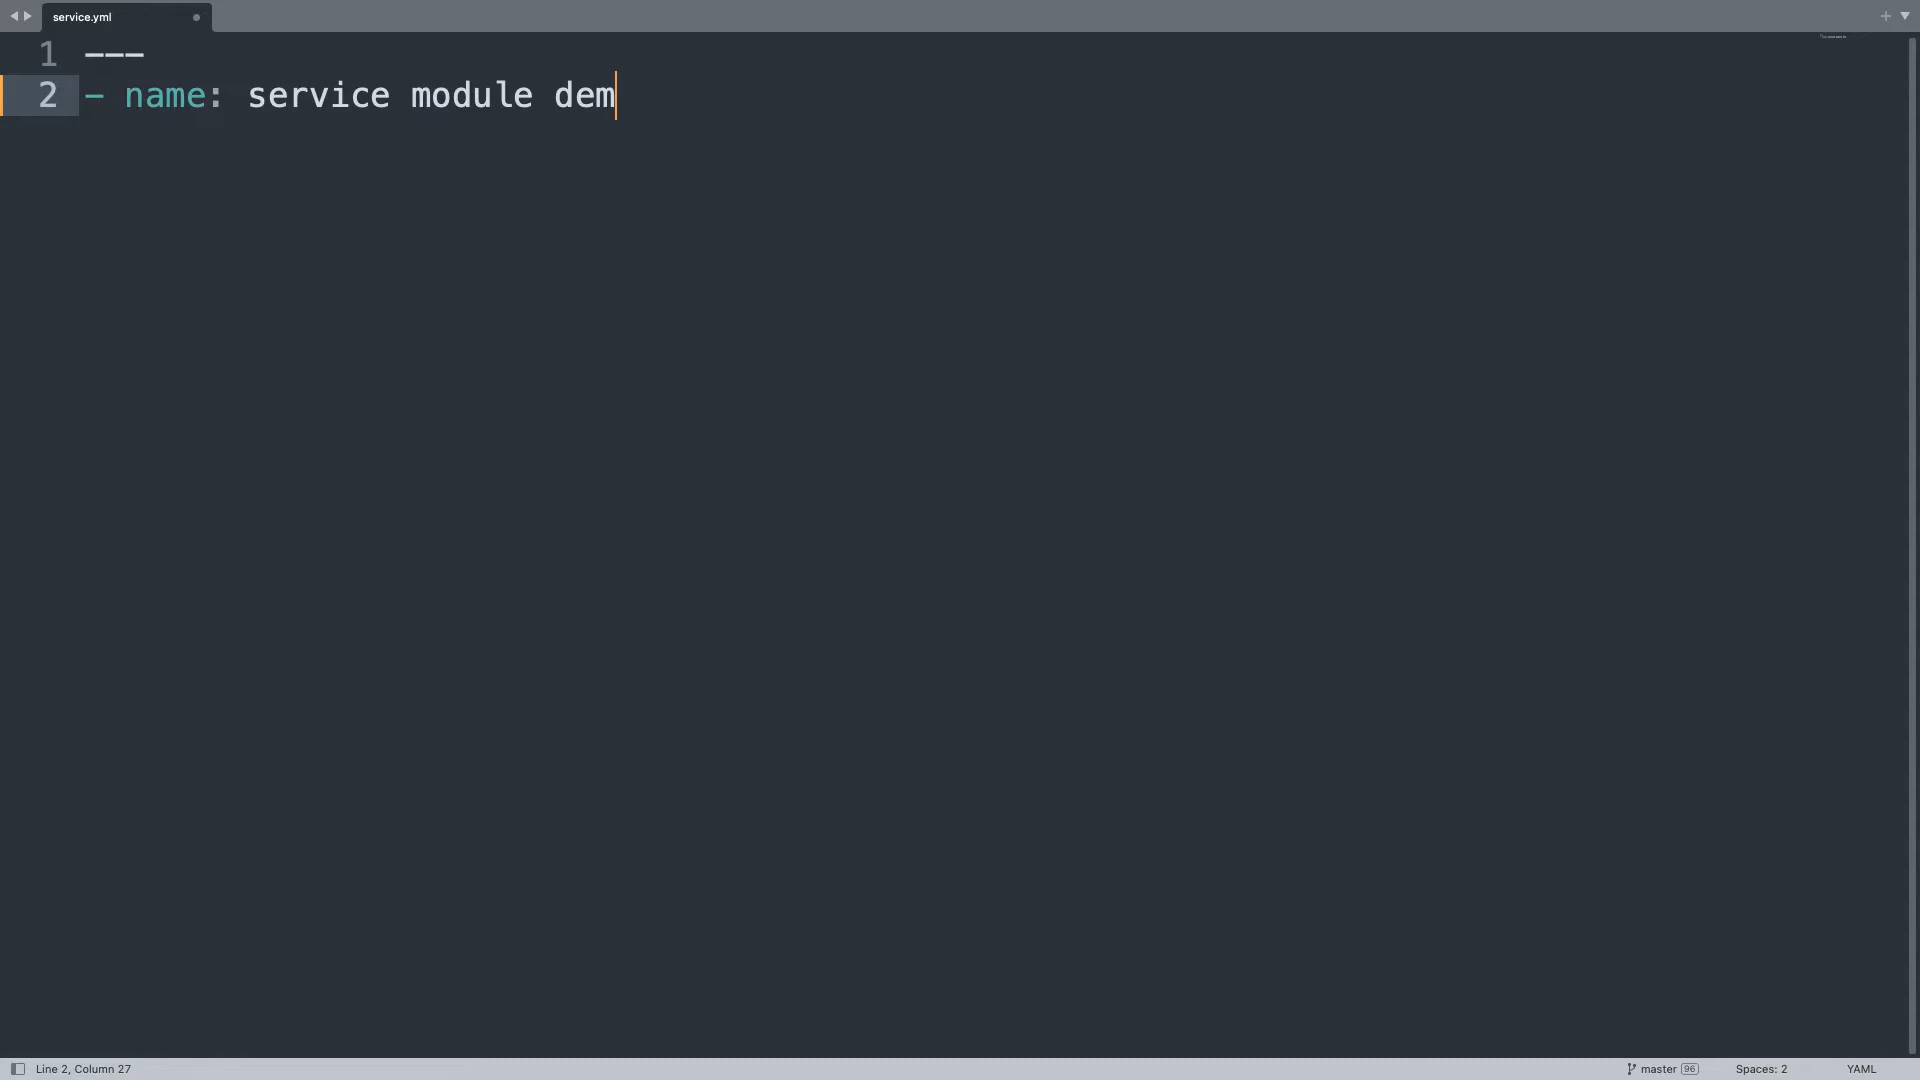 service.yml
1 ---
2 - name: service module dem
Line 2, Column 27
master 96
Spaces: 2
YAML